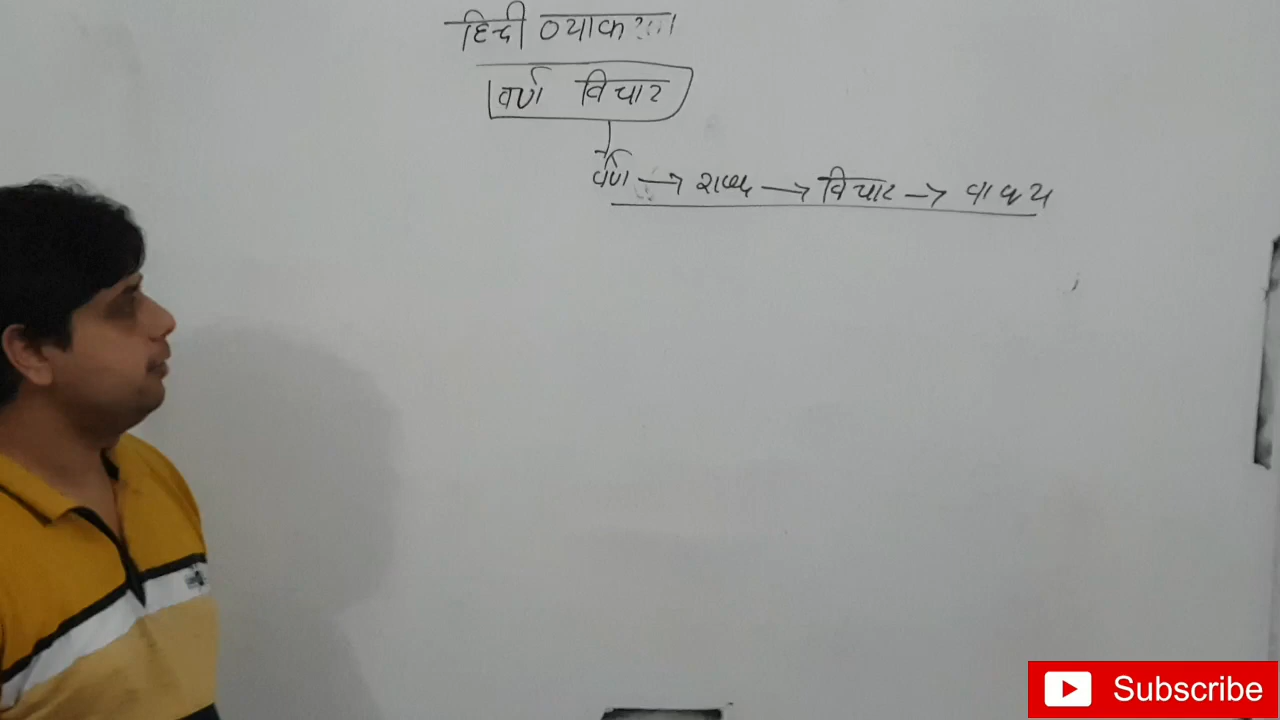 हिन्दी व्याकरण
वर्ण विचार
वर्ण → शब्द → विचार → वाक्य
Subscribe